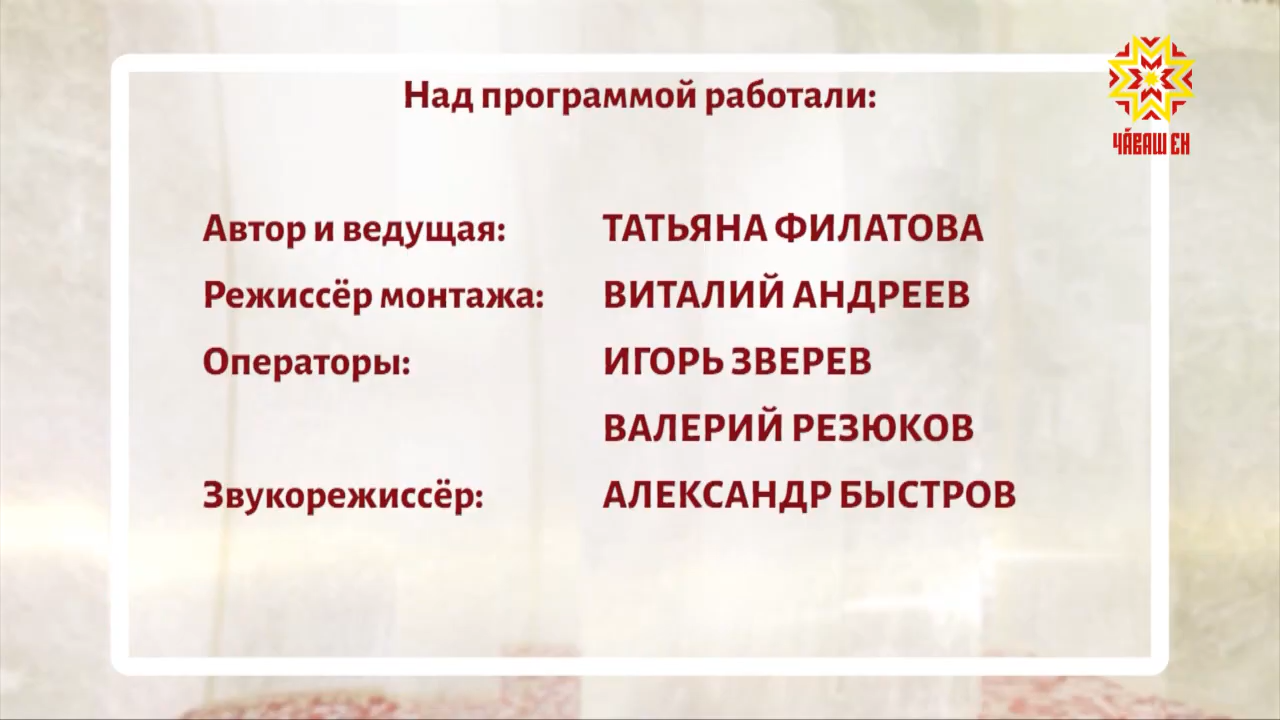 Над программой работали:
ЧӐВАШ ЕН
Автор и ведущая: ТАТЬЯНА ФИЛАТОВА
Режиссёр монтажа: ВИТАЛИЙ АНДРЕЕВ
Операторы: ИГОРЬ ЗВЕРЕВ
ВАЛЕРИЙ РЕЗЮКОВ
Звукорежиссёр: АЛЕКСАНДР БЫСТРОВ